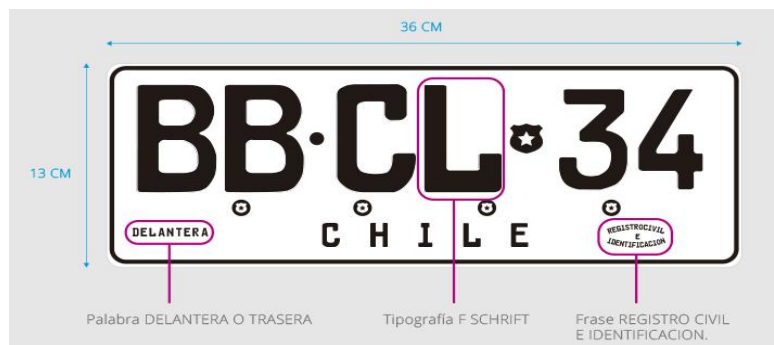 36 CM
13 CM
BB·CL 34
DELANTERA
CHILE
REGISTROCIVIL
E
IDENTIFICACION
Palabra DELANTERA O TRASERA
Tipografía F SCHRIFT
Frase REGISTRO CIVIL
E IDENTIFICACION.